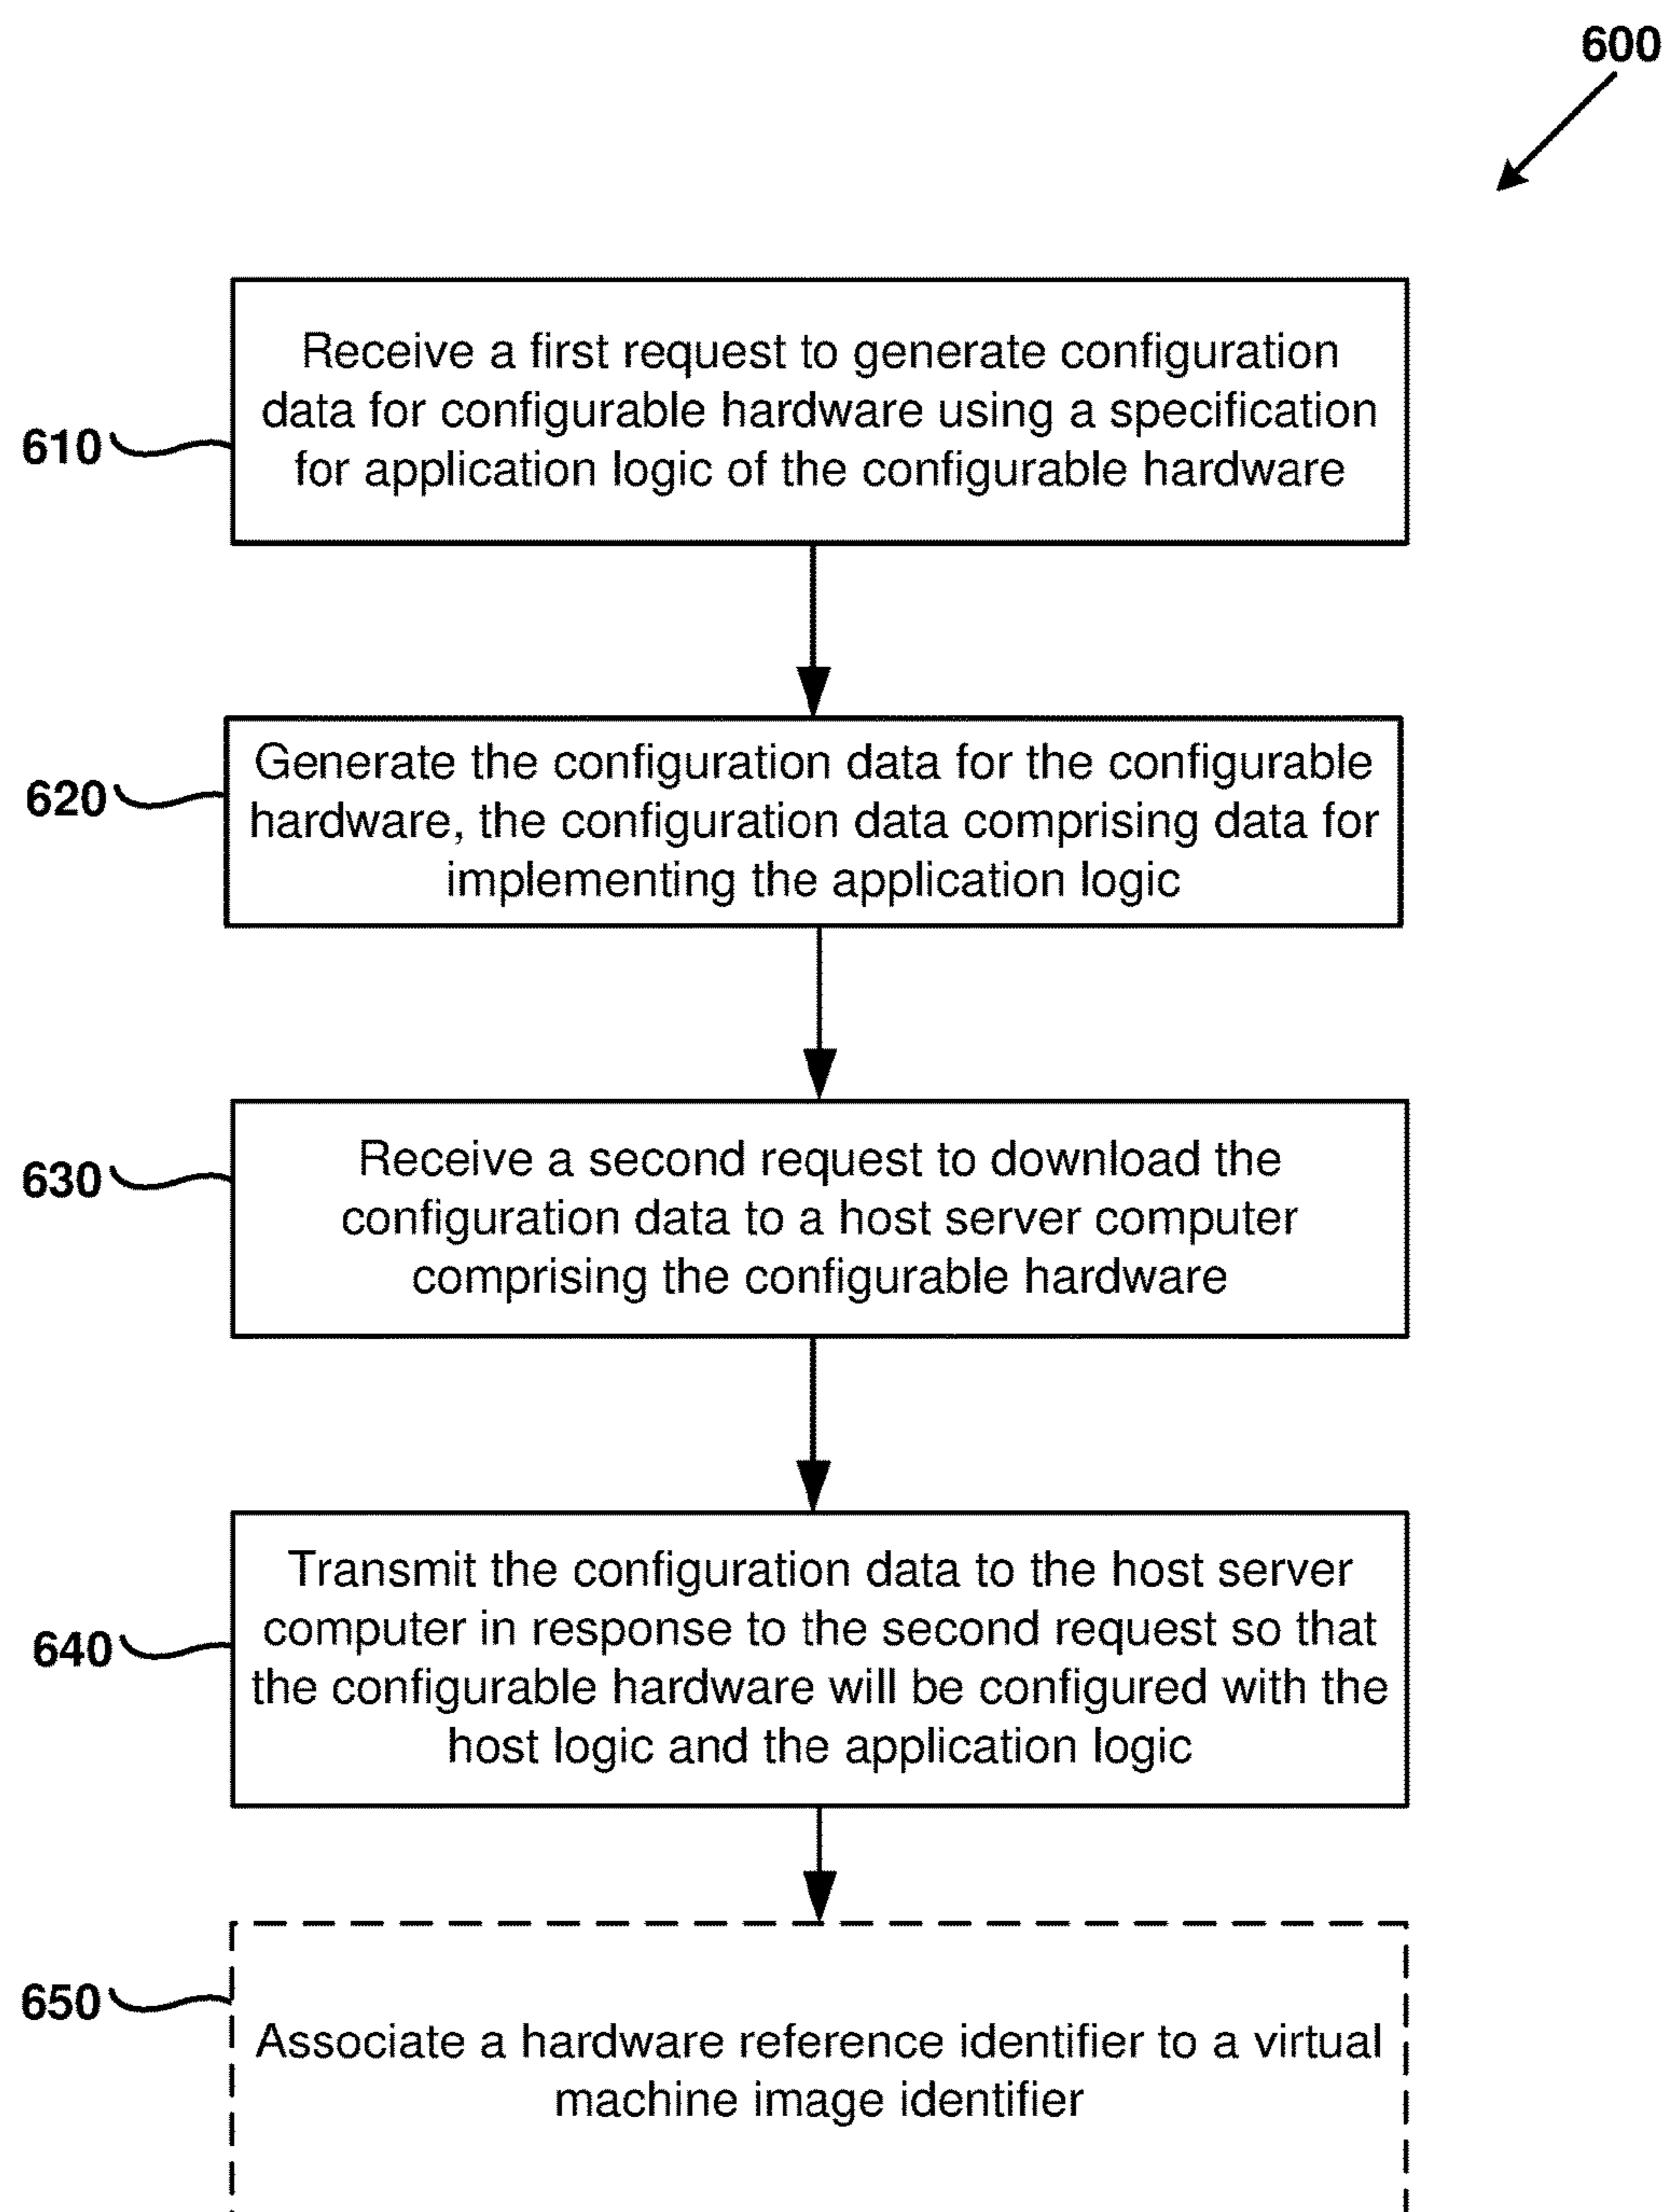 600
610
Receive a first request to generate configuration
data for configurable hardware using a specification
for application logic of the configurable hardware
620
Generate the configuration data for the configurable
hardware, the configuration data comprising data for
implementing the application logic
630
Receive a second request to download the
configuration data to a host server computer
comprising the configurable hardware
640
Transmit the configuration data to the host server
computer in response to the second request so that
the configurable hardware will be configured with the
host logic and the application logic
650
Associate a hardware reference identifier to a virtual
machine image identifier